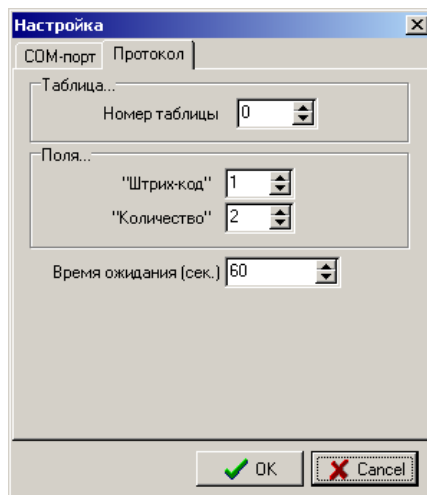 Настройка
COM-порт Протокол
Таблица...
Номер таблицы 0
Поля...
"Штрих-код" 1
"Количество" 2
Время ожидания (сек.) 60
OK Cancel